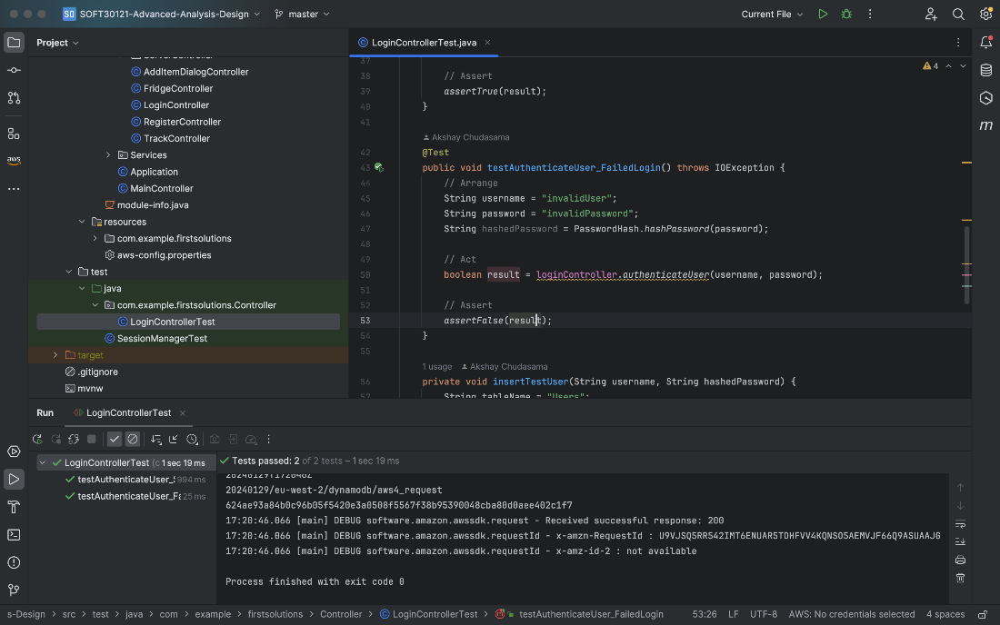 SO SOFT30121-Advanced-Analysis-Design master Current File
Project
LoginControllerTest.java
AddItemDialogController
FridgeController
LoginController
RegisterController
TrackController
Services
Application
MainController
module-info.java
resources
com.example.firstsolutions
aws-config.properties
test
java
com.example.firstsolutions.Controller
LoginControllerTest
SessionManagerTest
target
.gitignore
mvnw
aws
m
4
37
38 // Assert
39 assertTrue(result);
40 }
41
Akshay Chudasama
42 @Test
43 public void testAuthenticateUser_FailedLogin() throws IOException {
44 // Arrange
45 String username = "invalidUser";
46 String password = "invalidPassword";
47 String hashedPassword = PasswordHash.hashPassword(password);
48
49 // Act
50 boolean result = loginController.authenticateUser(username, password);
51
52 // Assert
53 assertFalse(result);
54 }
55
1 usage Akshay Chudasama
56 private void insertTestUser(String username, String hashedPassword) {
57 String tableName = "Users";
Run LoginControllerTest
LoginControllerTest (c 1 sec 19 ms
testAuthenticateUser_S 994 ms
testAuthenticateUser_Fa 25 ms
Tests passed: 2 of 2 tests – 1 sec 19 ms
20240129/eu-west-2/dynamodb/aws4_request
624ae93a84b0c96b05f5420e3a0508f5567f38b95390048cba80d0aee402c1f7
17:20:46.066 [main] DEBUG software.amazon.awssdk.request - Received successful response: 200
17:20:46.066 [main] DEBUG software.amazon.awssdk.requestId - x-amzn-RequestId : U9VJSQ5RR542IMT6ENUAR5TDHFVV4KQNSO5AEMVJF66Q9ASUAAJG
17:20:46.066 [main] DEBUG software.amazon.awssdk.requestId - x-amz-id-2 : not available
Process finished with exit code 0
s-Design src test java com example firstsolutions Controller LoginControllerTest testAuthenticateUser_FailedLogin 53:26 LF UTF-8 AWS: No credentials selected 4 spaces